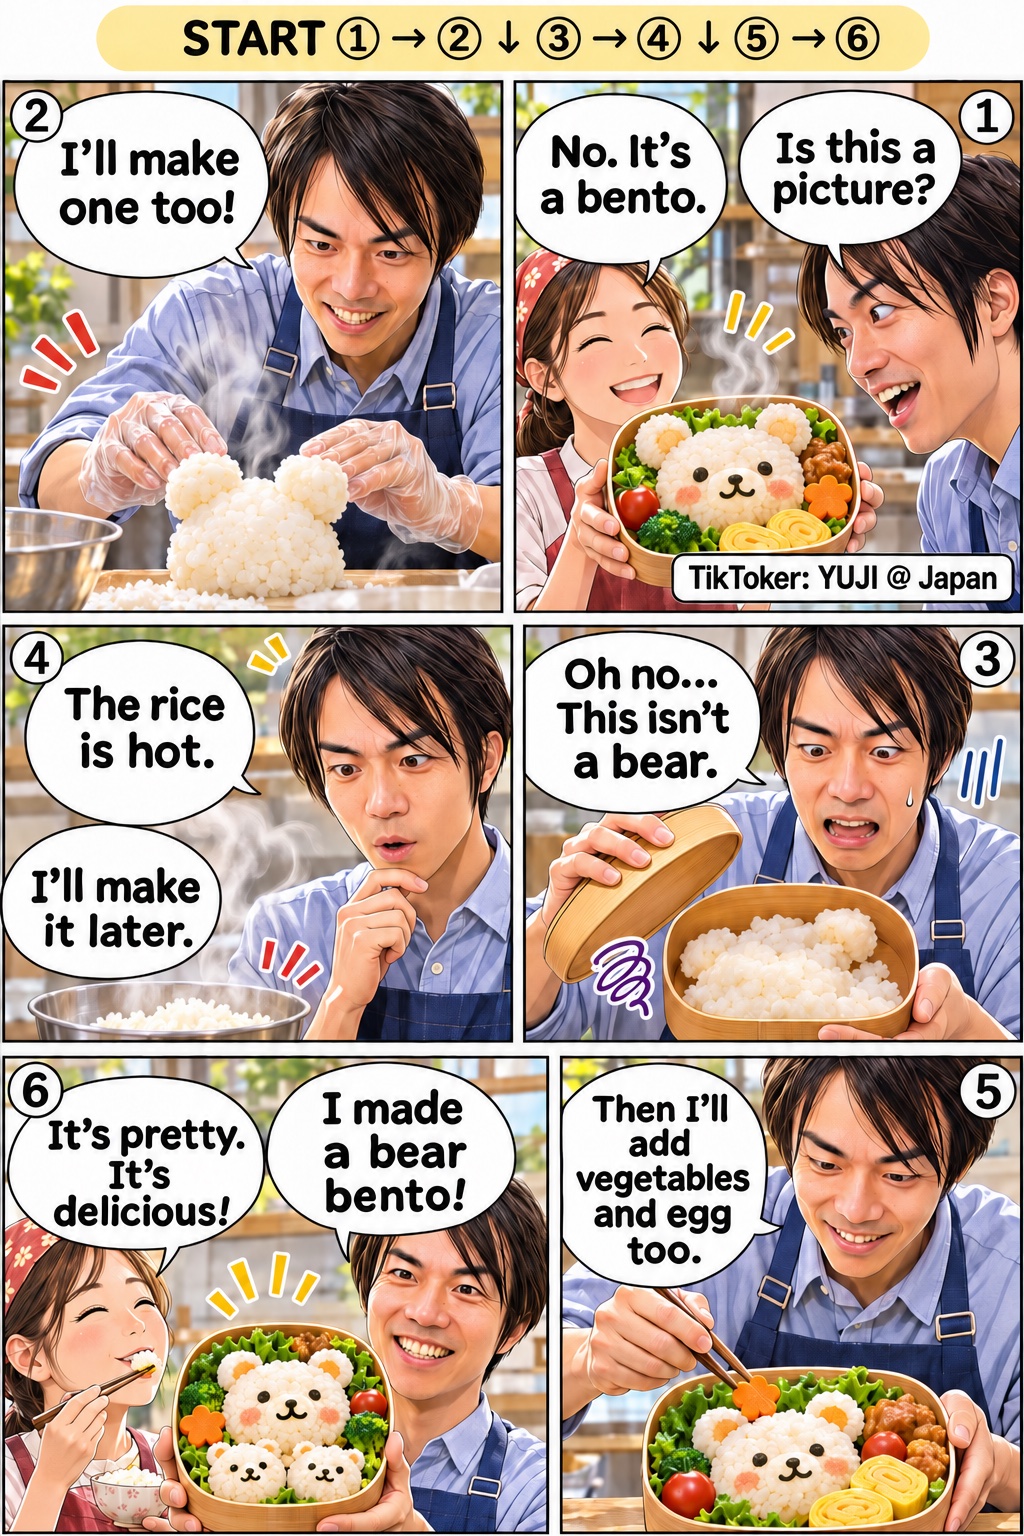 START ① → ② ↓ ③ → ④ ↓ ⑤ → ⑥
1
Is this a
picture?
No. It's
a bento.
TikToker: YUJI @ Japan
2
I'll make
one too!
3
Oh no...
This isn't
a bear.
4
The rice
is hot.
I'll make
it later.
5
Then I'll
add
vegetables
and egg
too.
6
I made
a bear
bento!
It's pretty.
It's
delicious!